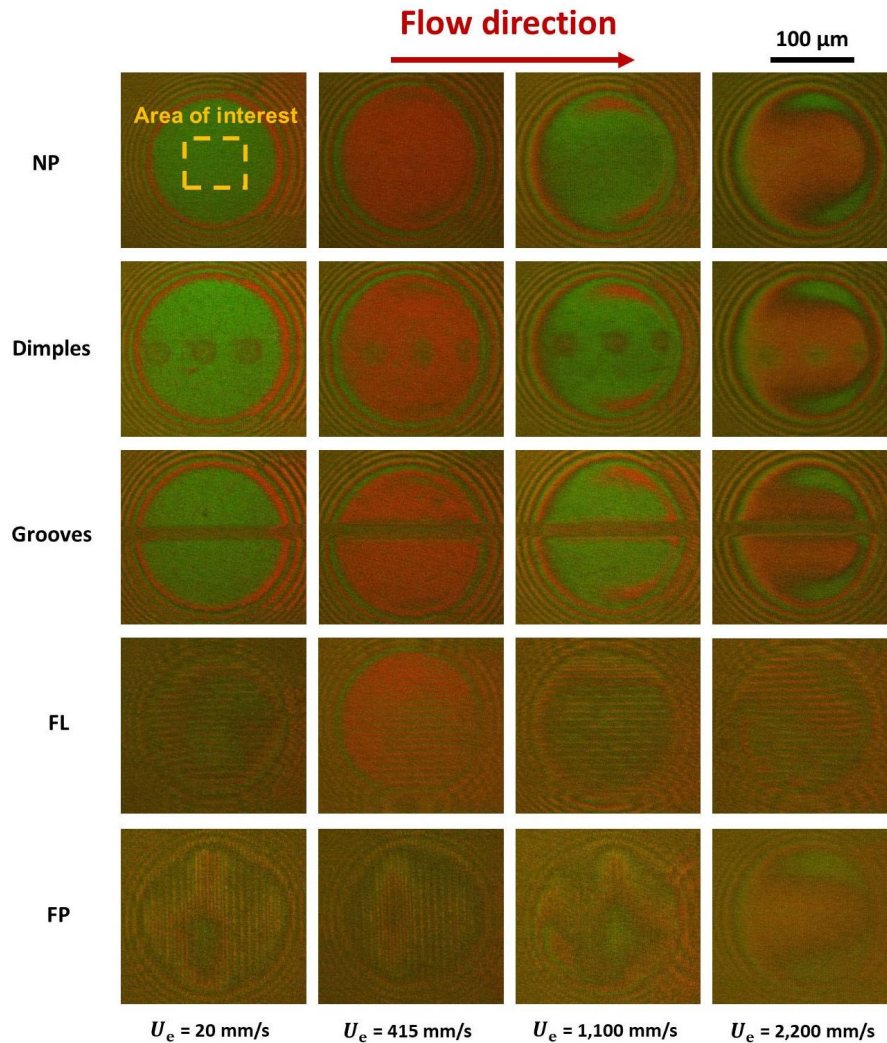 Flow direction
100 μm
Area of interest
NP
Dimples
Grooves
FL
FP
Uₑ = 20 mm/s
Uₑ = 415 mm/s
Uₑ = 1,100 mm/s
Uₑ = 2,200 mm/s